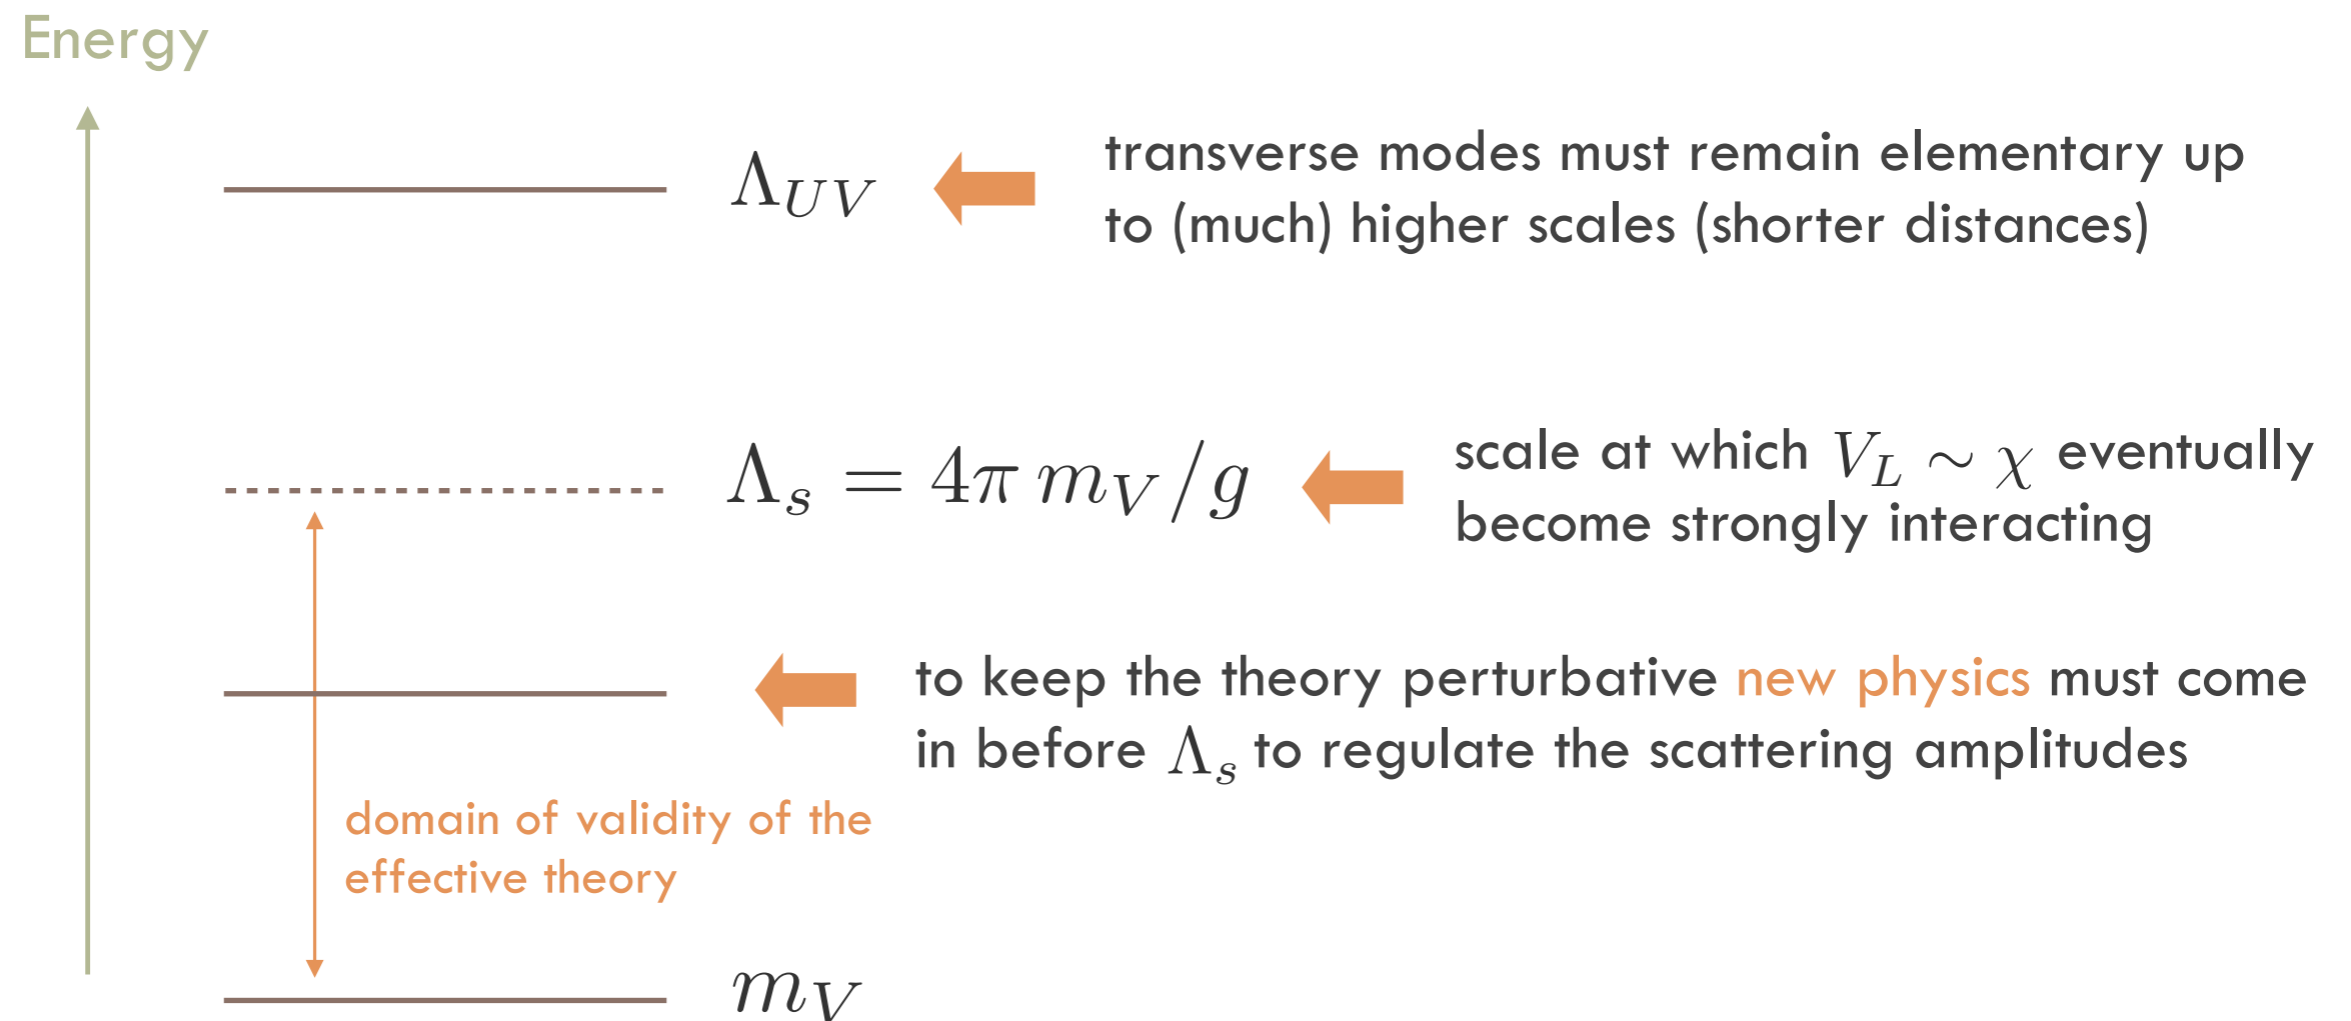 Energy
Λ_{UV}
transverse modes must remain elementary up
to (much) higher scales (shorter distances)
Λ_s = 4π m_V/g
scale at which V_L ∼ χ eventually
become strongly interacting
to keep the theory perturbative new physics must come
in before Λ_s to regulate the scattering amplitudes
domain of validity of the
effective theory
m_V